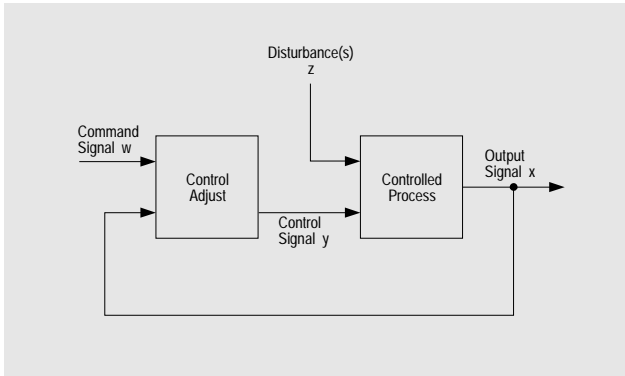 Disturbance(s)
z
Command
Signal w
Control
Adjust
Control
Signal y
Controlled
Process
Output
Signal x